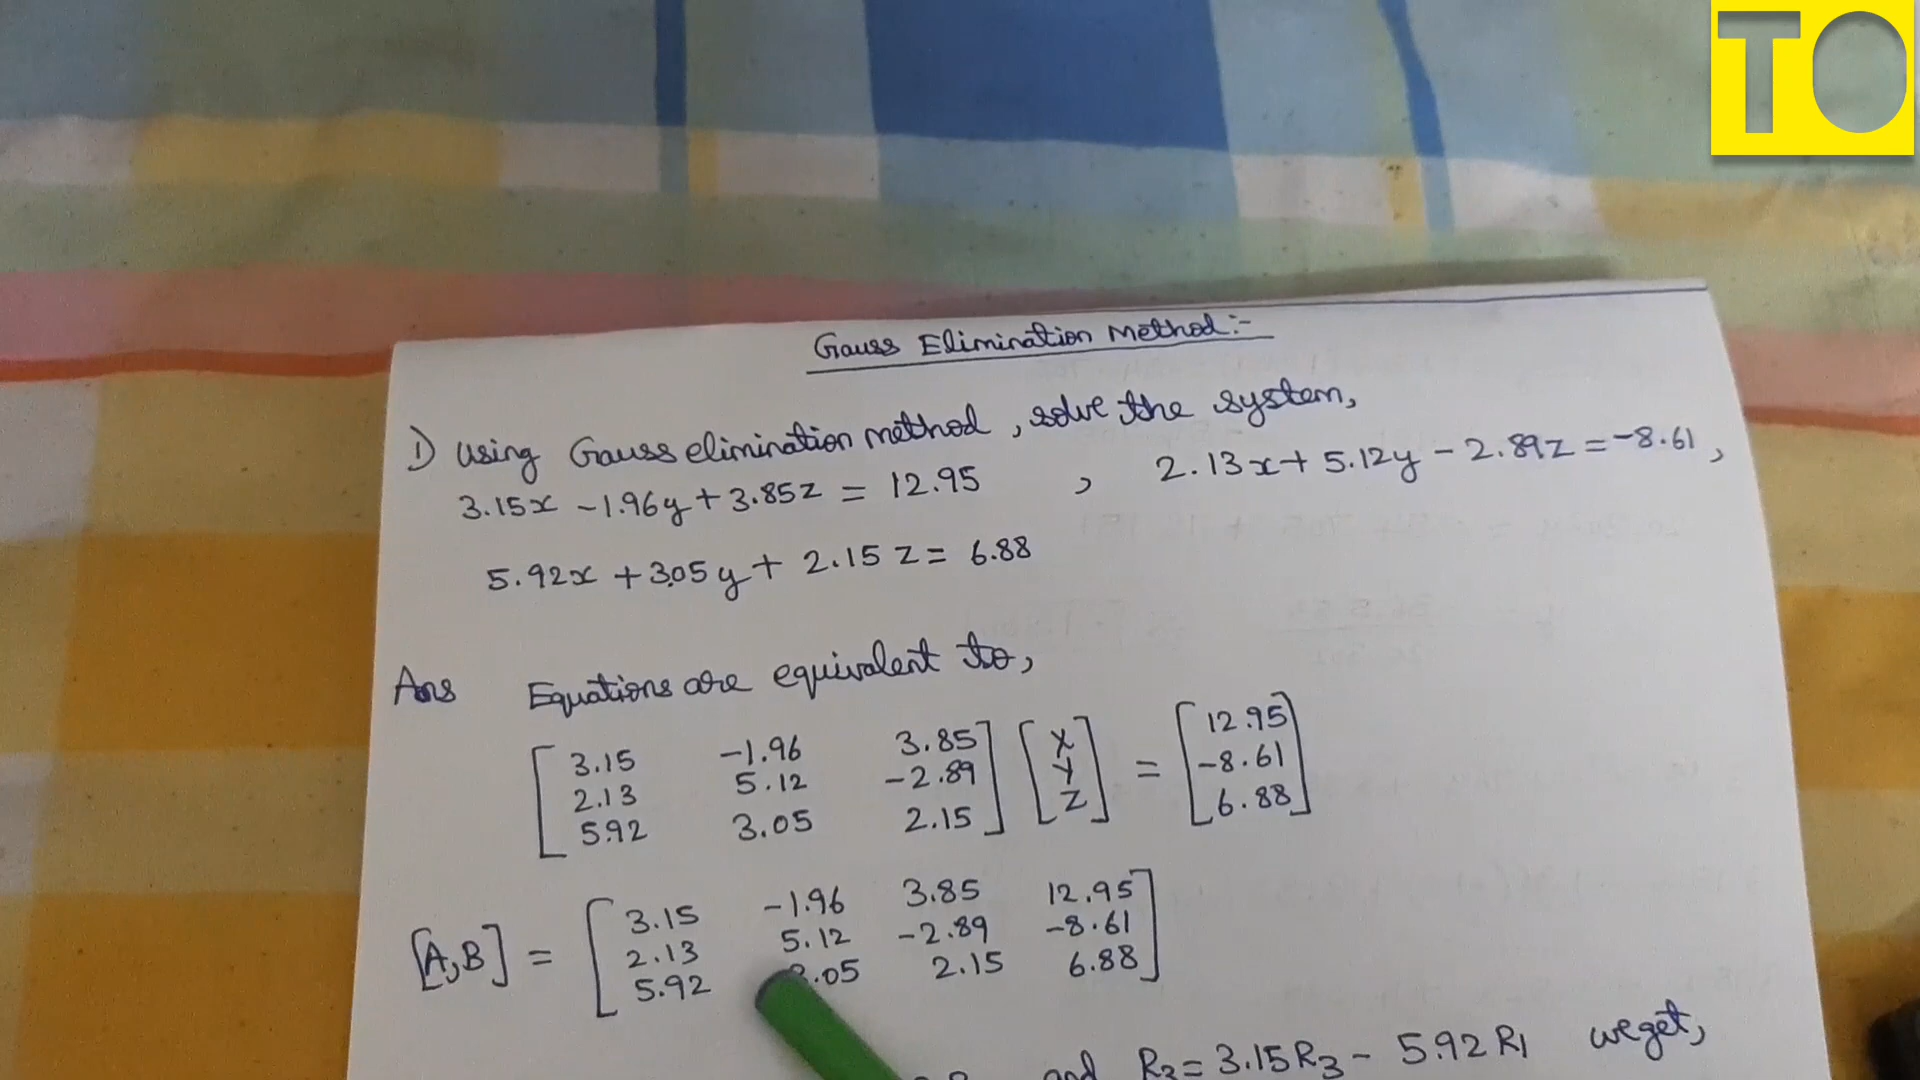 TO
Gauss Elimination Method:-
1) Using Gauss elimination method, solve the system,
3.15x - 1.96y + 3.85z = 12.95 , 2.13x + 5.12y - 2.89z = -8.61,
5.92x + 3.05y + 2.15z = 6.88
Ans Equations are equivalent to,
[3.15 -1.96 3.85] [X] = [12.95]
[2.13 5.12 -2.89] [Y] [-8.61]
[5.92 3.05 2.15] [Z] [6.88]
[A,B] = [3.15 -1.96 3.85 12.95]
[2.13 5.12 -2.89 -8.61]
[5.92 3.05 2.15 6.88]
and R3 = 3.15R3 - 5.92R1 we get,